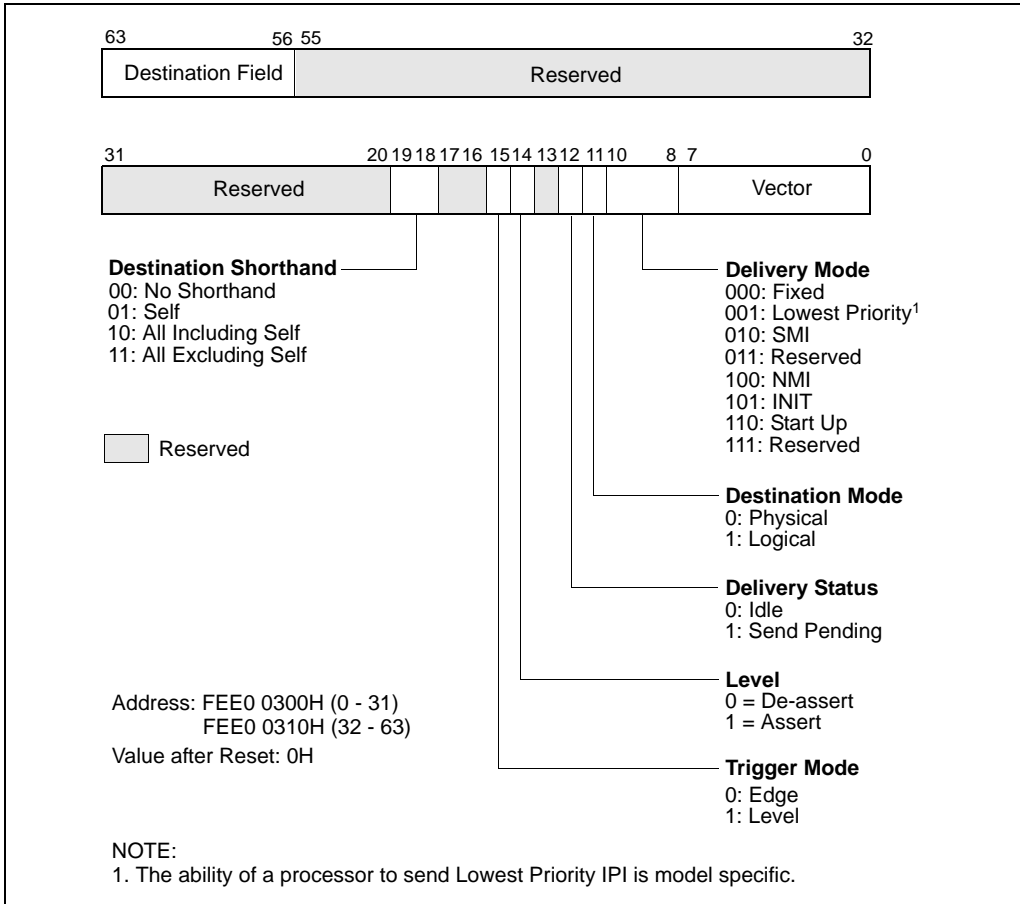 63 56 55 32
Destination Field Reserved
31 20 19 18 17 16 15 14 13 12 11 10 8 7 0
Reserved Vector
Destination Shorthand
00: No Shorthand
01: Self
10: All Including Self
11: All Excluding Self
Reserved
Delivery Mode
000: Fixed
001: Lowest Priority1
010: SMI
011: Reserved
100: NMI
101: INIT
110: Start Up
111: Reserved
Destination Mode
0: Physical
1: Logical
Delivery Status
0: Idle
1: Send Pending
Level
0 = De-assert
1 = Assert
Trigger Mode
0: Edge
1: Level
Address: FEE0 0300H (0 - 31)
FEE0 0310H (32 - 63)
Value after Reset: 0H
NOTE:
1. The ability of a processor to send Lowest Priority IPI is model specific.